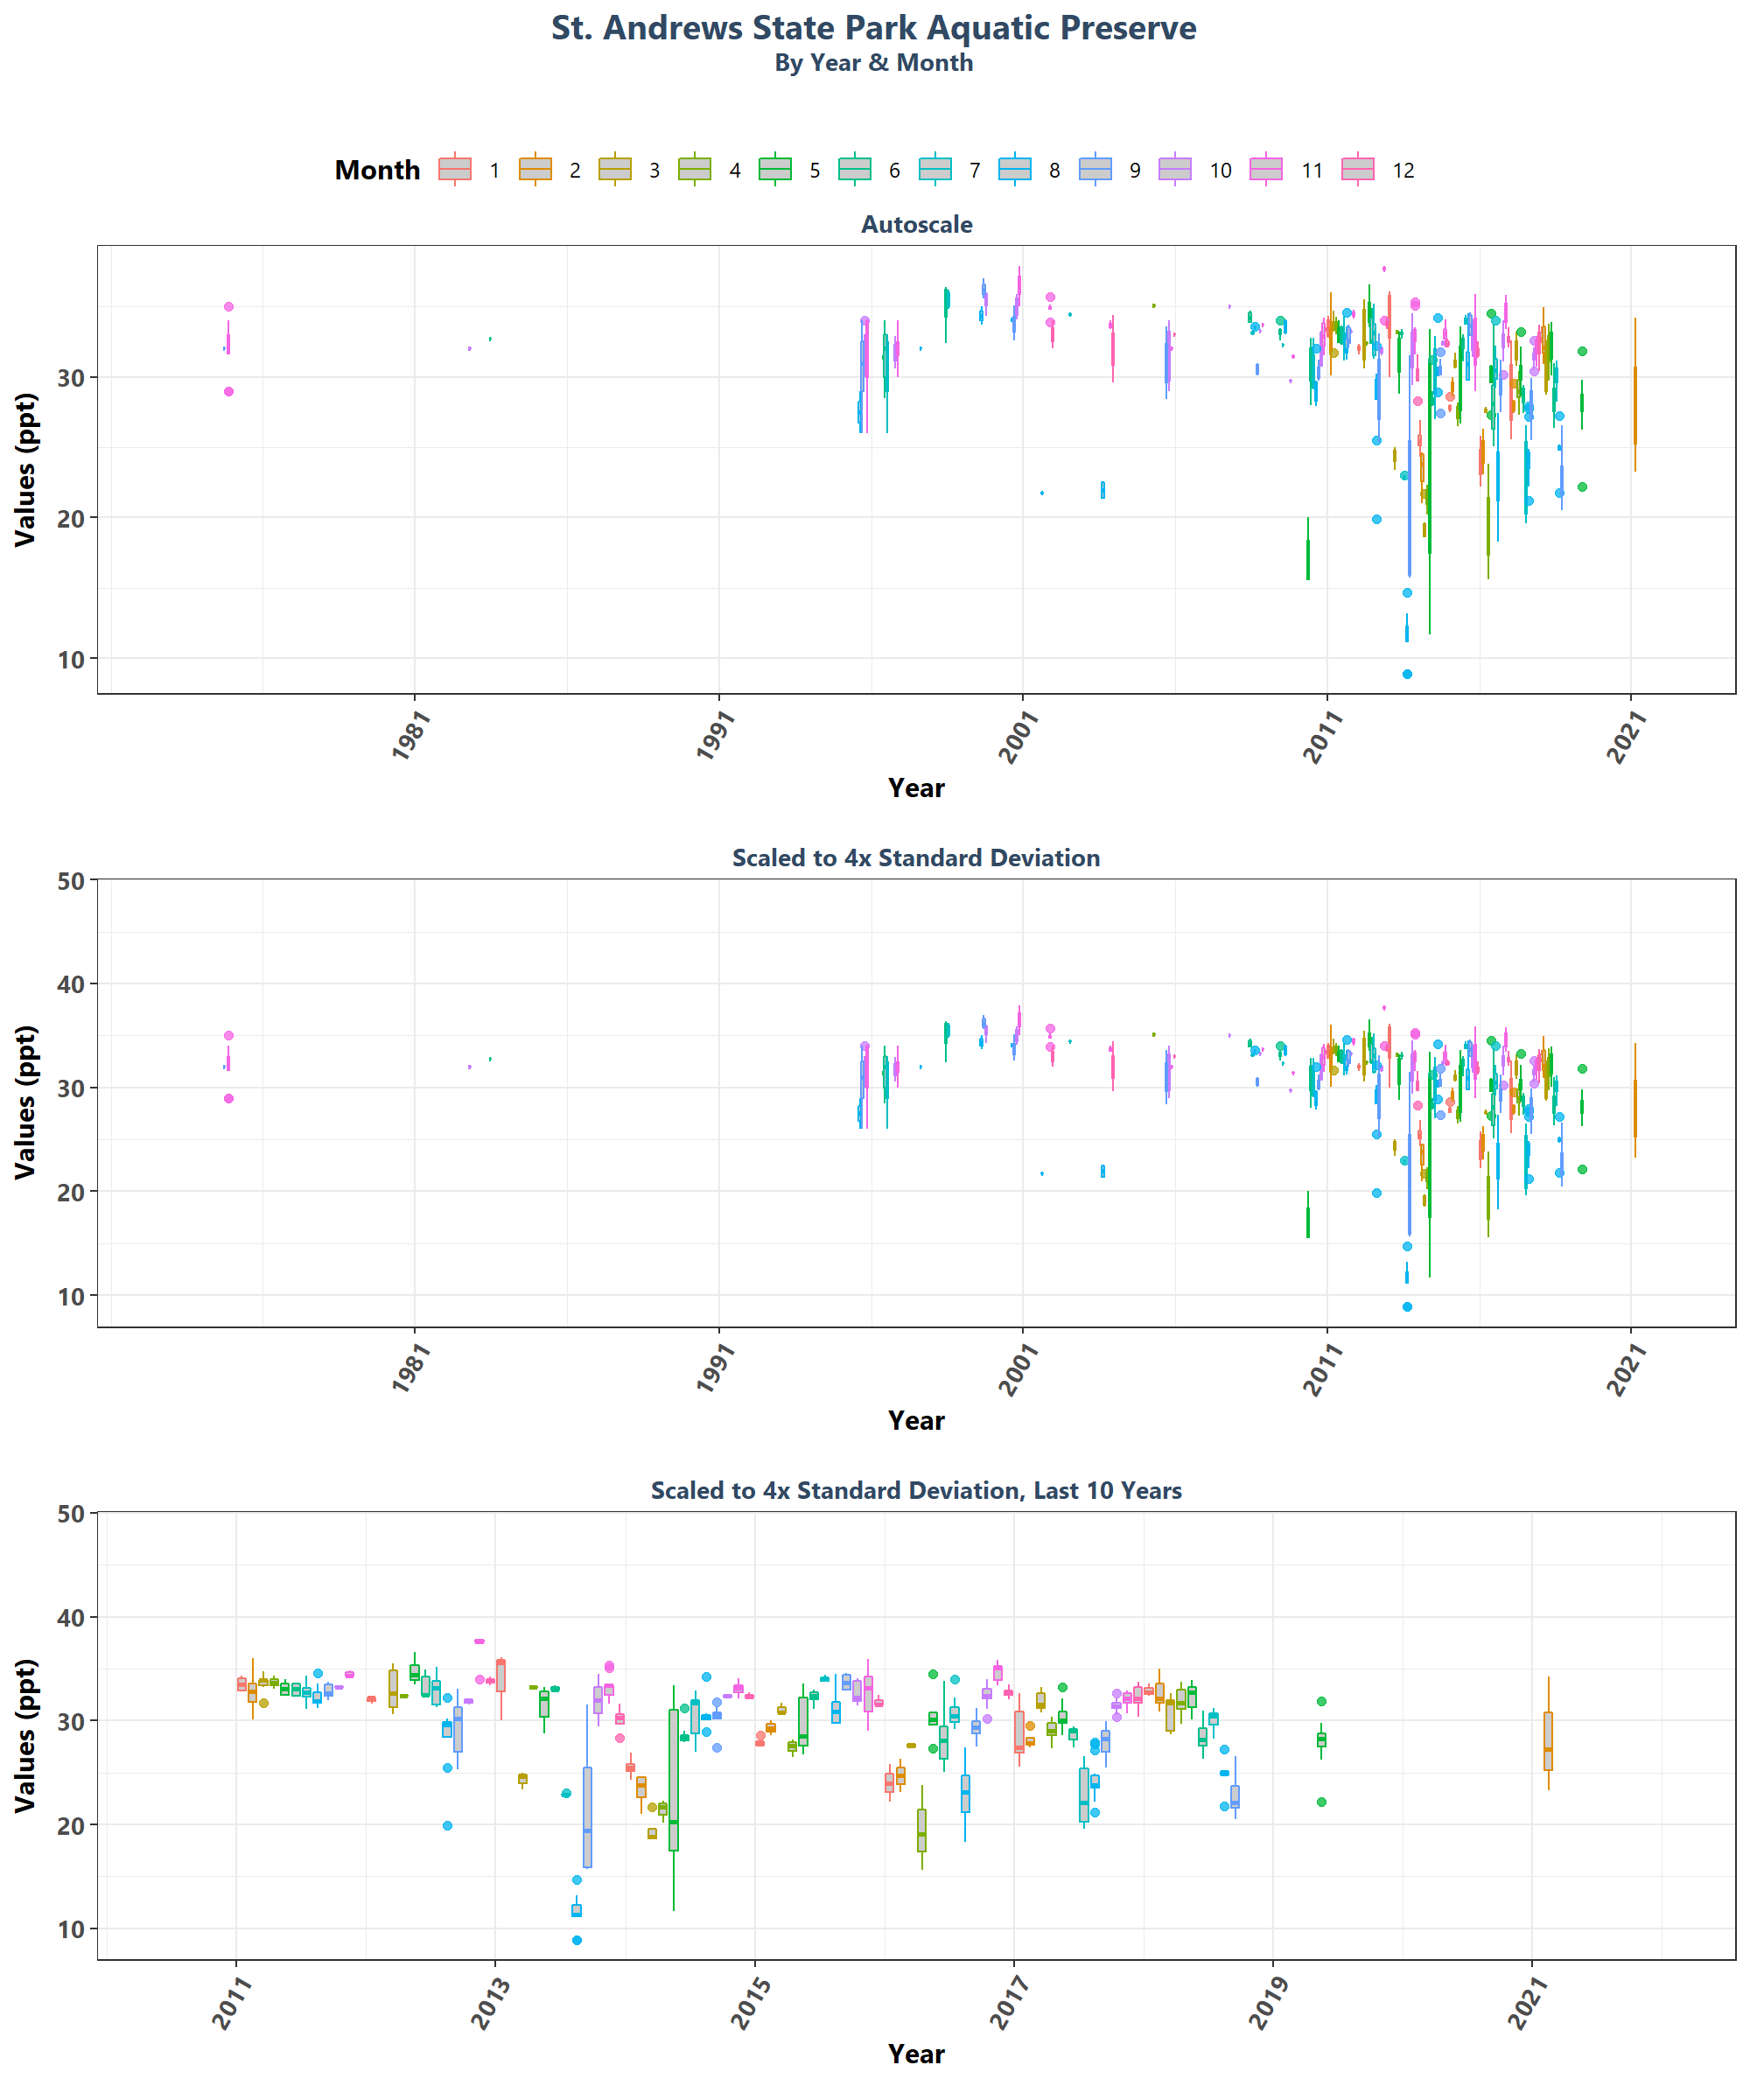 St. Andrews State Park Aquatic Preserve
By Year & Month
Month 1 2 3 4 5 6 7 8 9 10 11 12
Autoscale
Values (ppt)
30
20
10
1981 1991 2001 2011 2021
Year
Scaled to 4x Standard Deviation
Values (ppt)
50
40
30
20
10
1981 1991 2001 2011 2021
Year
Scaled to 4x Standard Deviation, Last 10 Years
Values (ppt)
50
40
30
20
10
2011 2013 2015 2017 2019 2021
Year